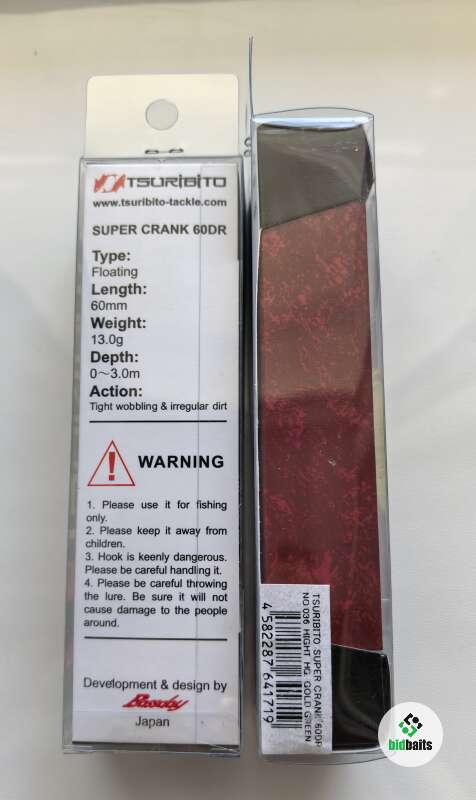 TSURIBITO
www.tsuribito-tackle.com
SUPER CRANK 60DR
Type:
Floating
Length:
60mm
Weight:
13.0g
Depth:
0～3.0m
Action:
Tight wobbling & irregular dirt
WARNING
1. Please use it for fishing
only.
2. Please keep it away from
children.
3. Hook is keenly dangerous.
Please be careful handling it.
4. Please be careful throwing
the lure. Be sure it will not
cause damage to the people
around.
Development & design by
Japan
TSURIBITO SUPER CRANK 60DR
NO.036 HIGHT HG. GOLD GREEN
4 582287 641719
bidbaits